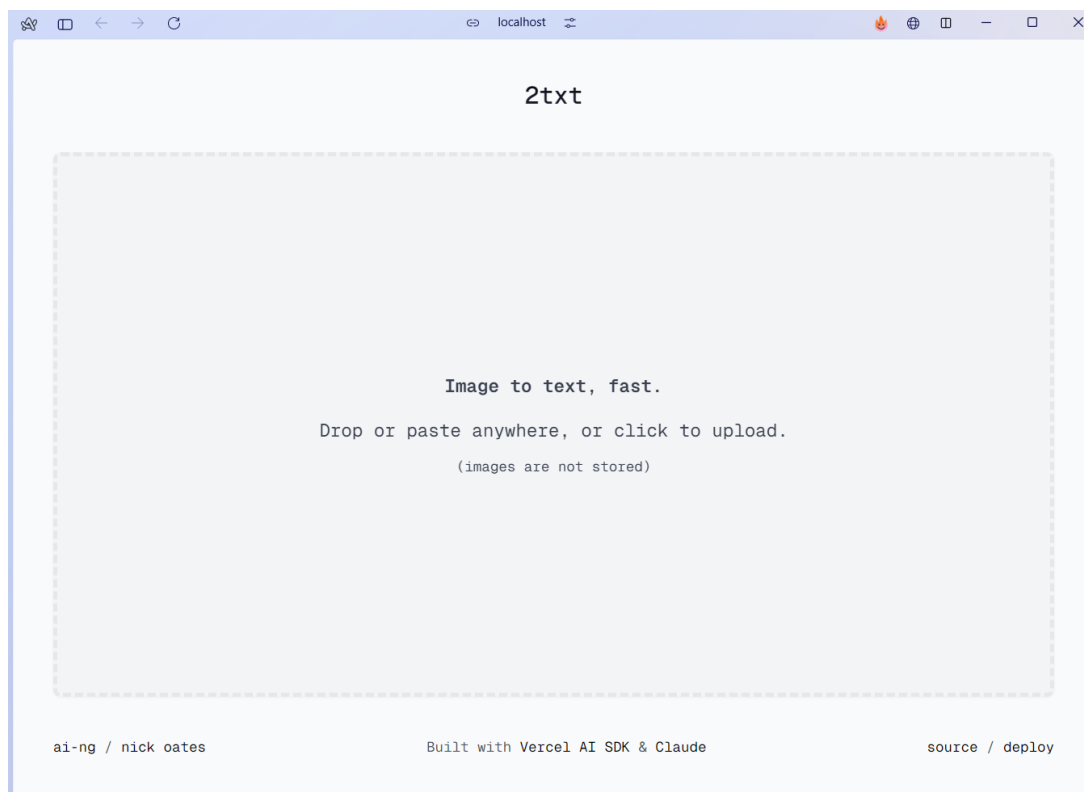 localhost
2txt
Image to text, fast.
Drop or paste anywhere, or click to upload.
(images are not stored)
ai-ng / nick oates
Built with Vercel AI SDK & Claude
source / deploy